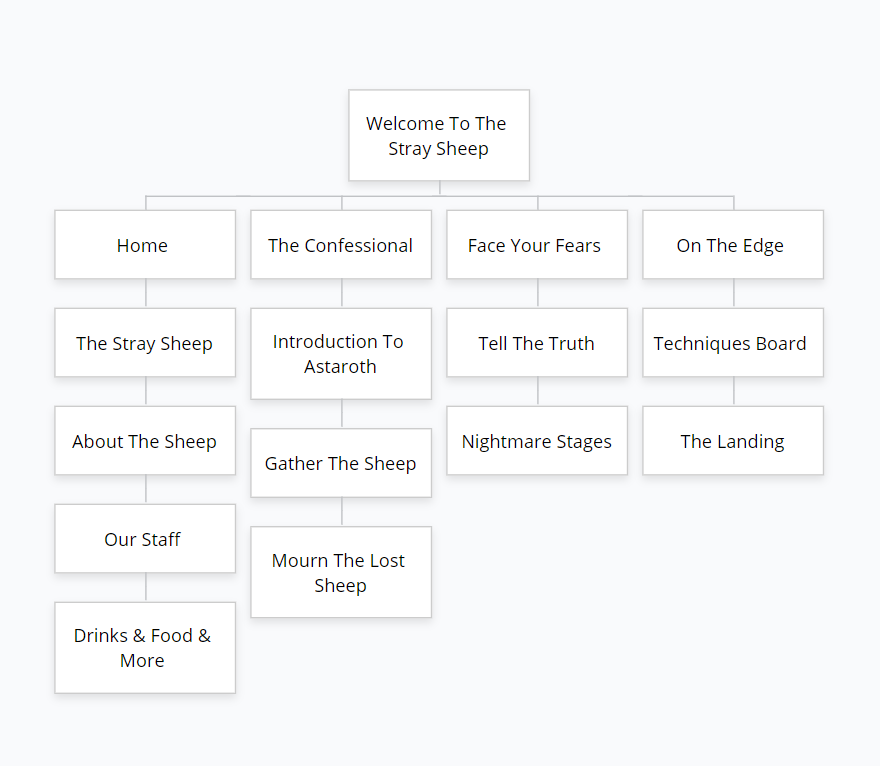 Welcome To The
Stray Sheep
Home
The Stray Sheep
About The Sheep
Our Staff
Drinks & Food &
More
The Confessional
Introduction To
Astaroth
Gather The Sheep
Mourn The Lost
Sheep
Face Your Fears
Tell The Truth
Nightmare Stages
On The Edge
Techniques Board
The Landing